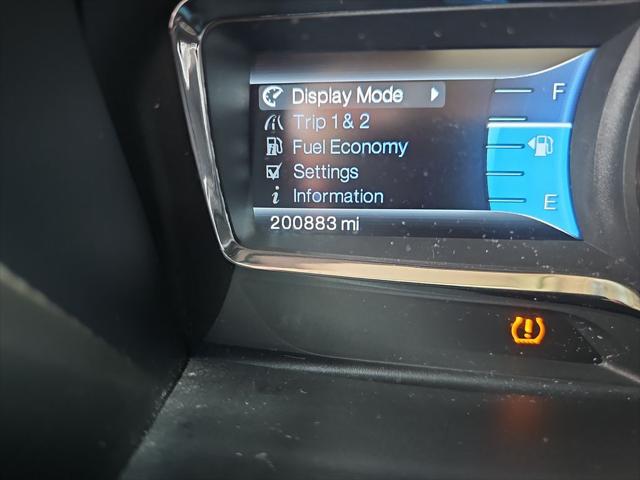 Display Mode
F
Trip 1 & 2
Fuel Economy
Settings
Information
E
200883 mi